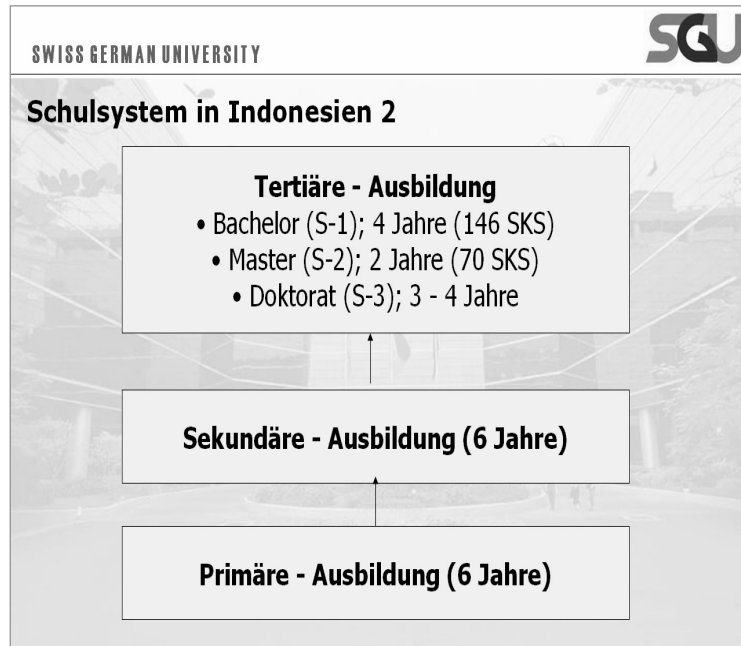 SWISS GERMAN UNIVERSITY
SGU
Schulsystem in Indonesien 2
Tertiäre - Ausbildung
• Bachelor (S-1); 4 Jahre (146 SKS)
• Master (S-2); 2 Jahre (70 SKS)
• Doktorat (S-3); 3 - 4 Jahre
Sekundäre - Ausbildung (6 Jahre)
Primäre - Ausbildung (6 Jahre)